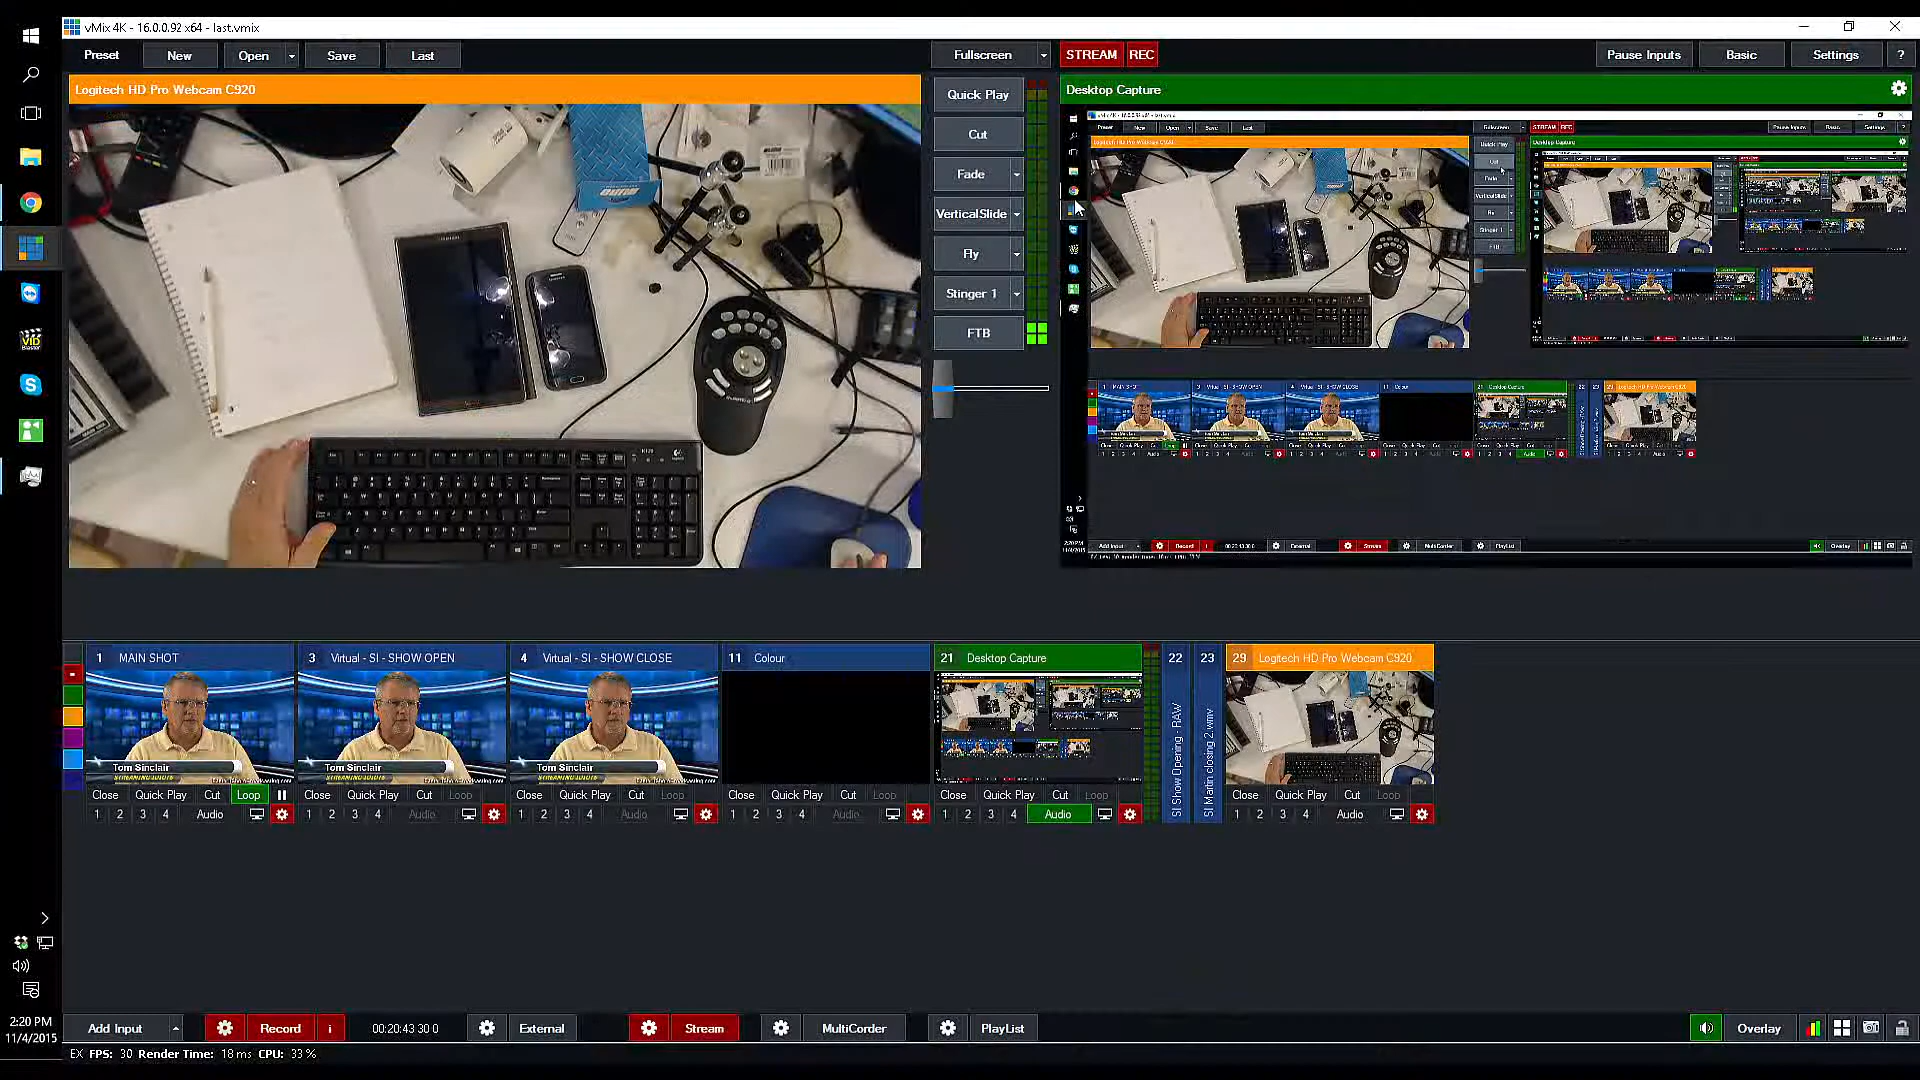 vMix 4K - 16.0.0.92 x64 - last.vmix
Preset New Open Save Last Fullscreen STREAM REC Pause Inputs Basic Settings ?
Logitech HD Pro Webcam C920
Quick Play
Cut
Fade
VerticalSlide
Fly
Stinger 1
FTB
Desktop Capture
1 MAIN SHOT
3 Virtual - SI - SHOW OPEN
4 Virtual - SI - SHOW CLOSE
11 Colour
21 Desktop Capture
22
23
29 Logitech HD Pro Webcam C920
SI Show Opening - RAW
SI Martin closing 2.wmv
Tom Sinclair
Tom Sinclair
Tom Sinclair
Close Quick Play Cut Loop
Close Quick Play Cut Loop
Close Quick Play Cut Loop
Close Quick Play Cut Loop
Close Quick Play Cut Loop
Close Quick Play Cut Loop
1 2 3 4 Audio
1 2 3 4 Audio
1 2 3 4 Audio
1 2 3 4 Audio
1 2 3 4 Audio
1 2 3 4 Audio
VID
2:20 PM
11/4/2015
Add Input Record i 00:20:43 30 0 External Stream MultiCorder PlayList Overlay
EX FPS: 30 Render Time: 18 ms CPU: 33 %